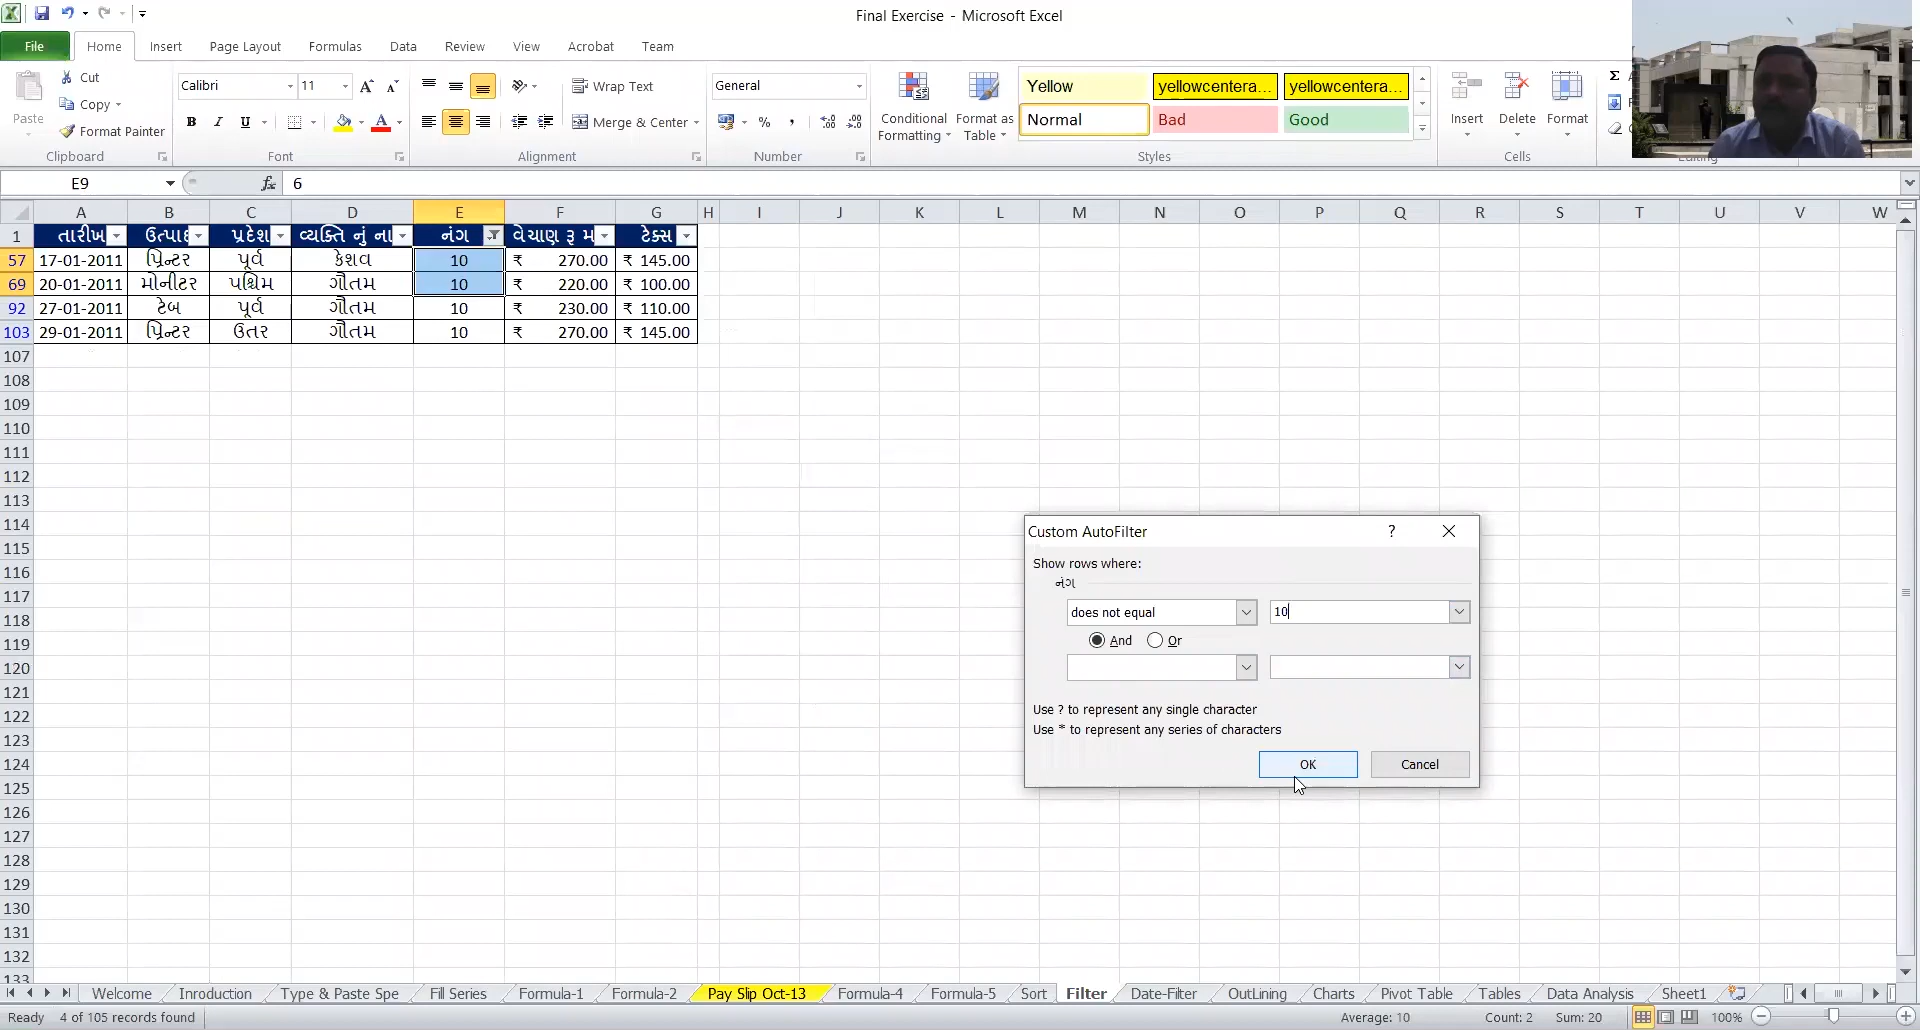 Final Exercise - Microsoft Excel
File Home Insert Page Layout Formulas Data Review View Acrobat Team
Cut
Copy
Format Painter
Paste
Clipboard
Calibri 11
B I U
Font
Wrap Text
Merge & Center
Alignment
General
Number
Conditional Formatting
Format as Table
Yellow yellowcentera... yellowcentera...
Normal Bad Good
Styles
Insert Delete Format
Cells
E9 fx 6
A B C D E F G H I J K L M N O P Q R S T U V W
1 તારીખ ઉત્પાદ પ્રદેશ વ્યક્તિ નું ના નંગ વેચાણ રૂ મ ટેક્સ
57 17-01-2011 પ્રિન્ટર પૂર્વ કેશવ 10 ₹ 270.00 ₹ 145.00
69 20-01-2011 મોનીટર પશ્ચિમ ગૌતમ 10 ₹ 220.00 ₹ 100.00
92 27-01-2011 ટેબ પૂર્વ ગૌતમ 10 ₹ 230.00 ₹ 110.00
103 29-01-2011 પ્રિન્ટર ઉતર ગૌતમ 10 ₹ 270.00 ₹ 145.00
107
108
109
110
111
112
113
114
115
116
117
118
119
120
121
122
123
124
125
126
127
128
129
130
131
132
133
Custom AutoFilter ?
Show rows where:
નંગ
does not equal 10
And Or
Use ? to represent any single character
Use * to represent any series of characters
OK Cancel
Welcome Inroduction Type & Paste Spe Fill Series Formula-1 Formula-2 Pay Slip Oct-13 Formula-4 Formula-5 Sort Filter Date-Filter OutLining Charts Pivot Table Tables Data Analysis Sheet1
Ready 4 of 105 records found Average: 10 Count: 2 Sum: 20 100%